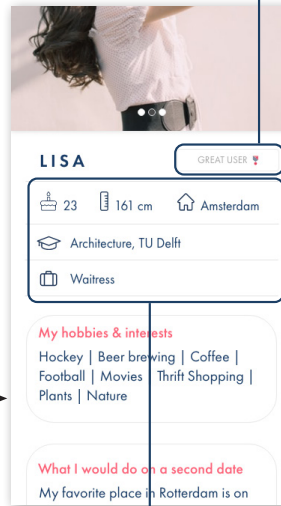 LISA
GREAT USER
23
161 cm
Amsterdam
Architecture, TU Delft
Waitress
My hobbies & interests
Hockey | Beer brewing | Coffee |
Football | Movies | Thrift Shopping |
Plants | Nature
What I would do on a second date
My favorite place in Rotterdam is on